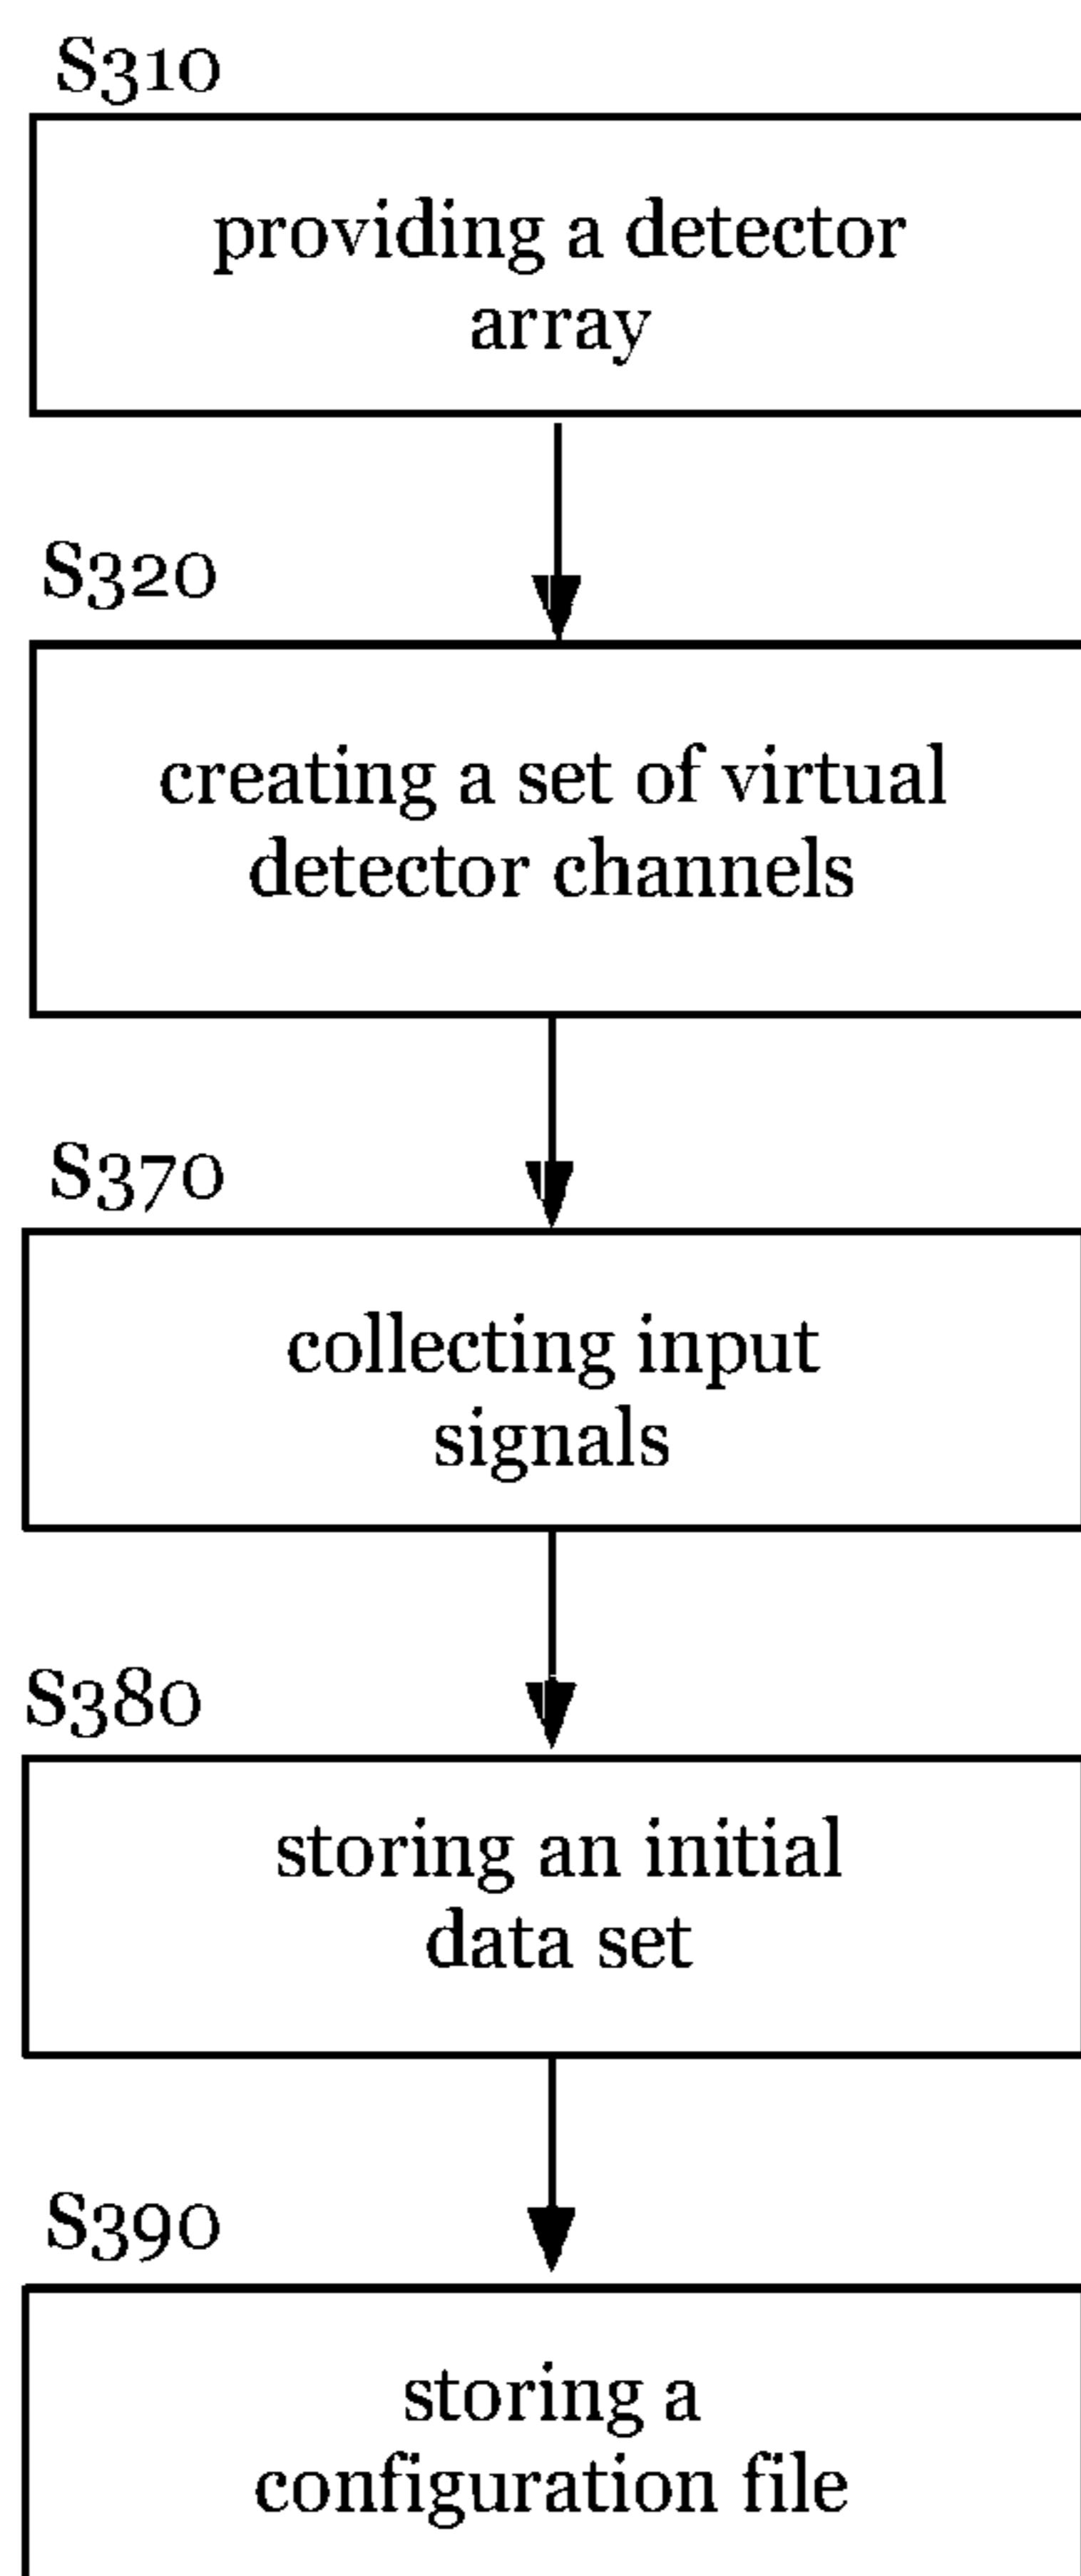 S310
providing a detector
array
S320
creating a set of virtual
detector channels
S370
collecting input
signals
S380
storing an initial
data set
S390
storing a
configuration file